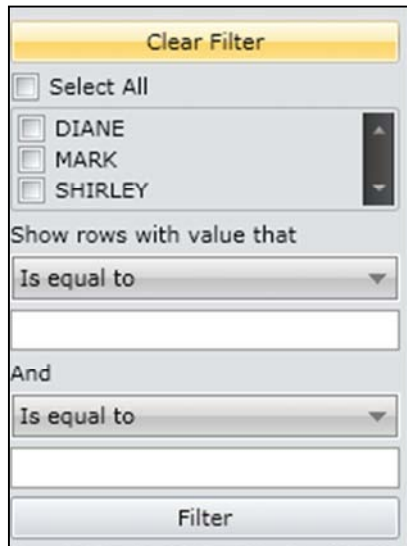 Clear Filter
Select All
DIANE
MARK
SHIRLEY
Show rows with value that
Is equal to
And
Is equal to
Filter